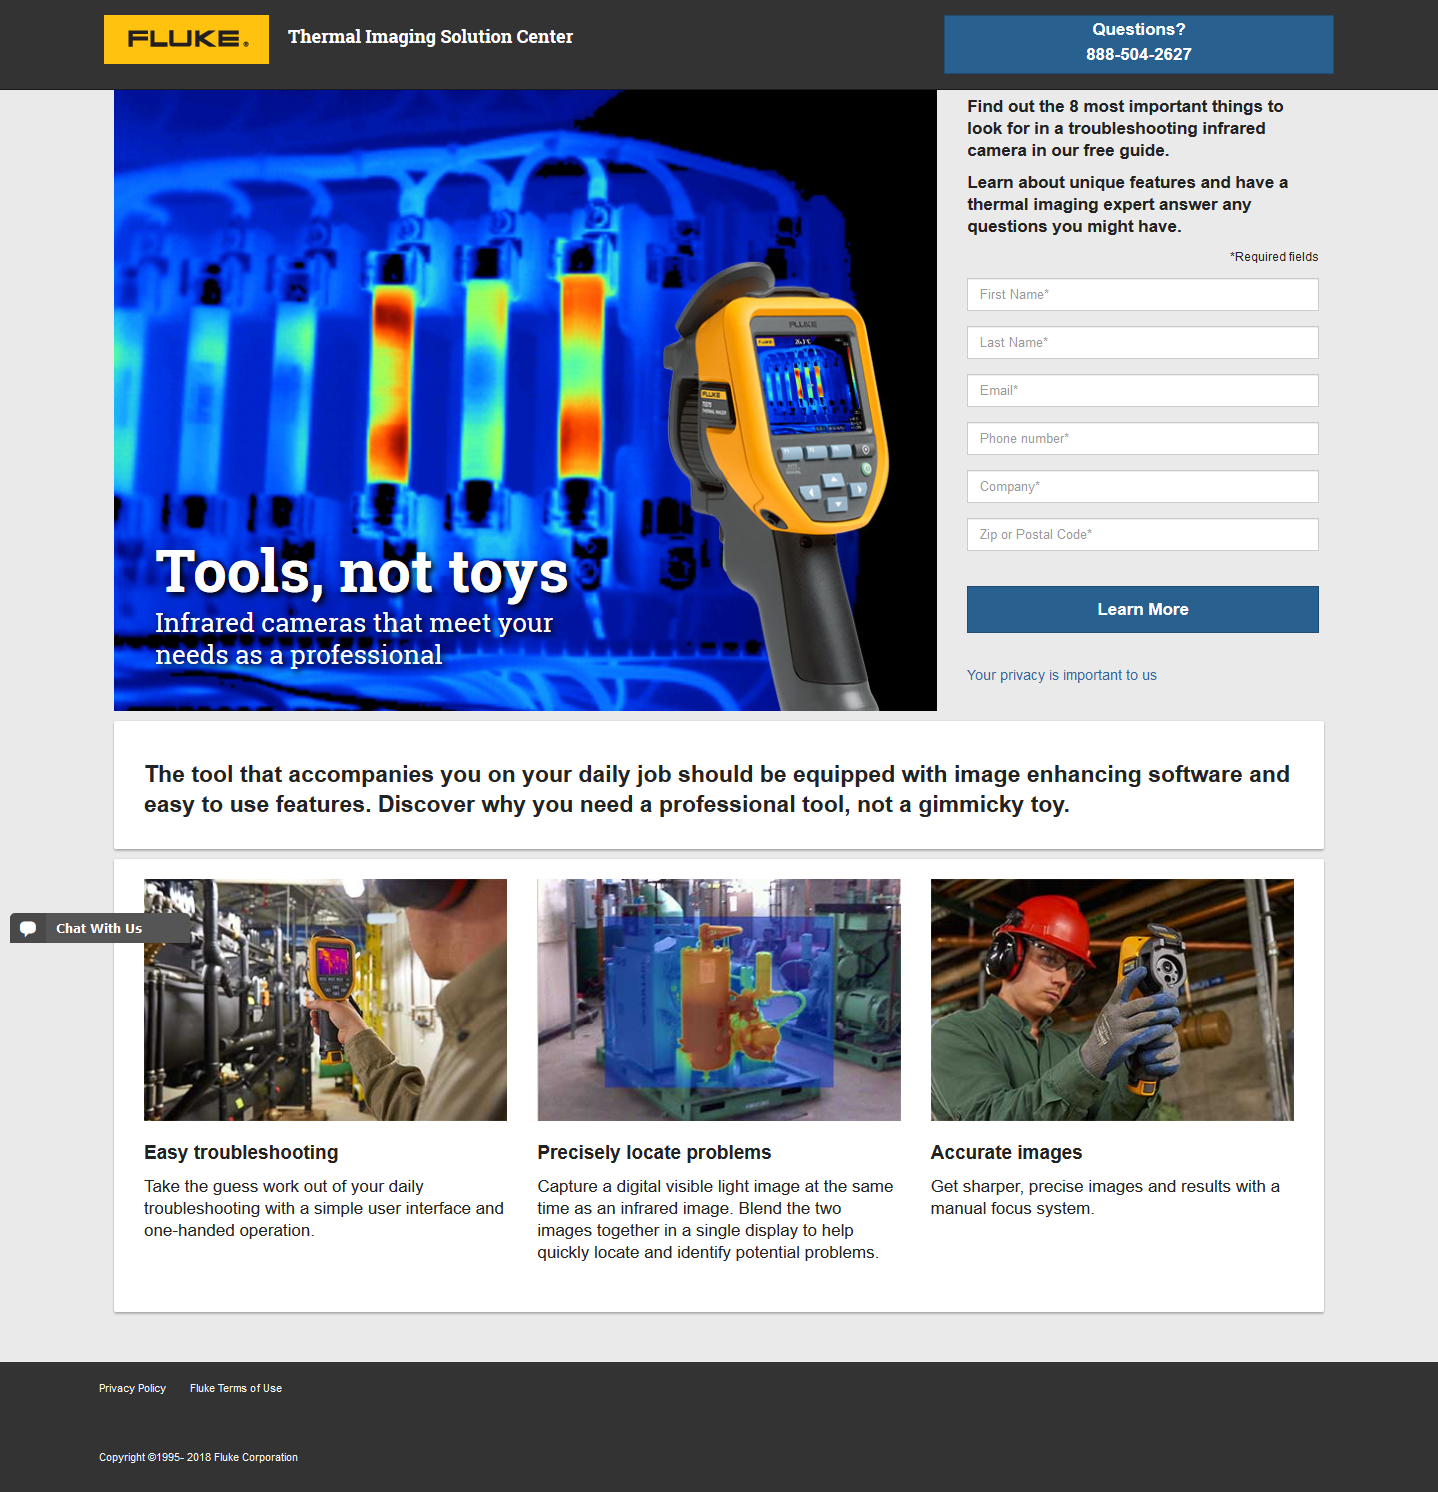 FLUKE®
Thermal Imaging Solution Center
Questions?
888-504-2627
Find out the 8 most important things to
look for in a troubleshooting infrared
camera in our free guide.
Learn about unique features and have a
thermal imaging expert answer any
questions you might have.
*Required fields
First Name*
Last Name*
Email*
Phone number*
Company*
Zip or Postal Code*
Learn More
Your privacy is important to us
FLUKE
FLUKE
THERMAL IMAGER
Tools, not toys
Infrared cameras that meet your
needs as a professional
The tool that accompanies you on your daily job should be equipped with image enhancing software and
easy to use features. Discover why you need a professional tool, not a gimmicky toy.
Chat With Us
Easy troubleshooting
Take the guess work out of your daily
troubleshooting with a simple user interface and
one-handed operation.
Precisely locate problems
Capture a digital visible light image at the same
time as an infrared image. Blend the two
images together in a single display to help
quickly locate and identify potential problems.
Accurate images
Get sharper, precise images and results with a
manual focus system.
Privacy Policy Fluke Terms of Use
Copyright ©1995- 2018 Fluke Corporation